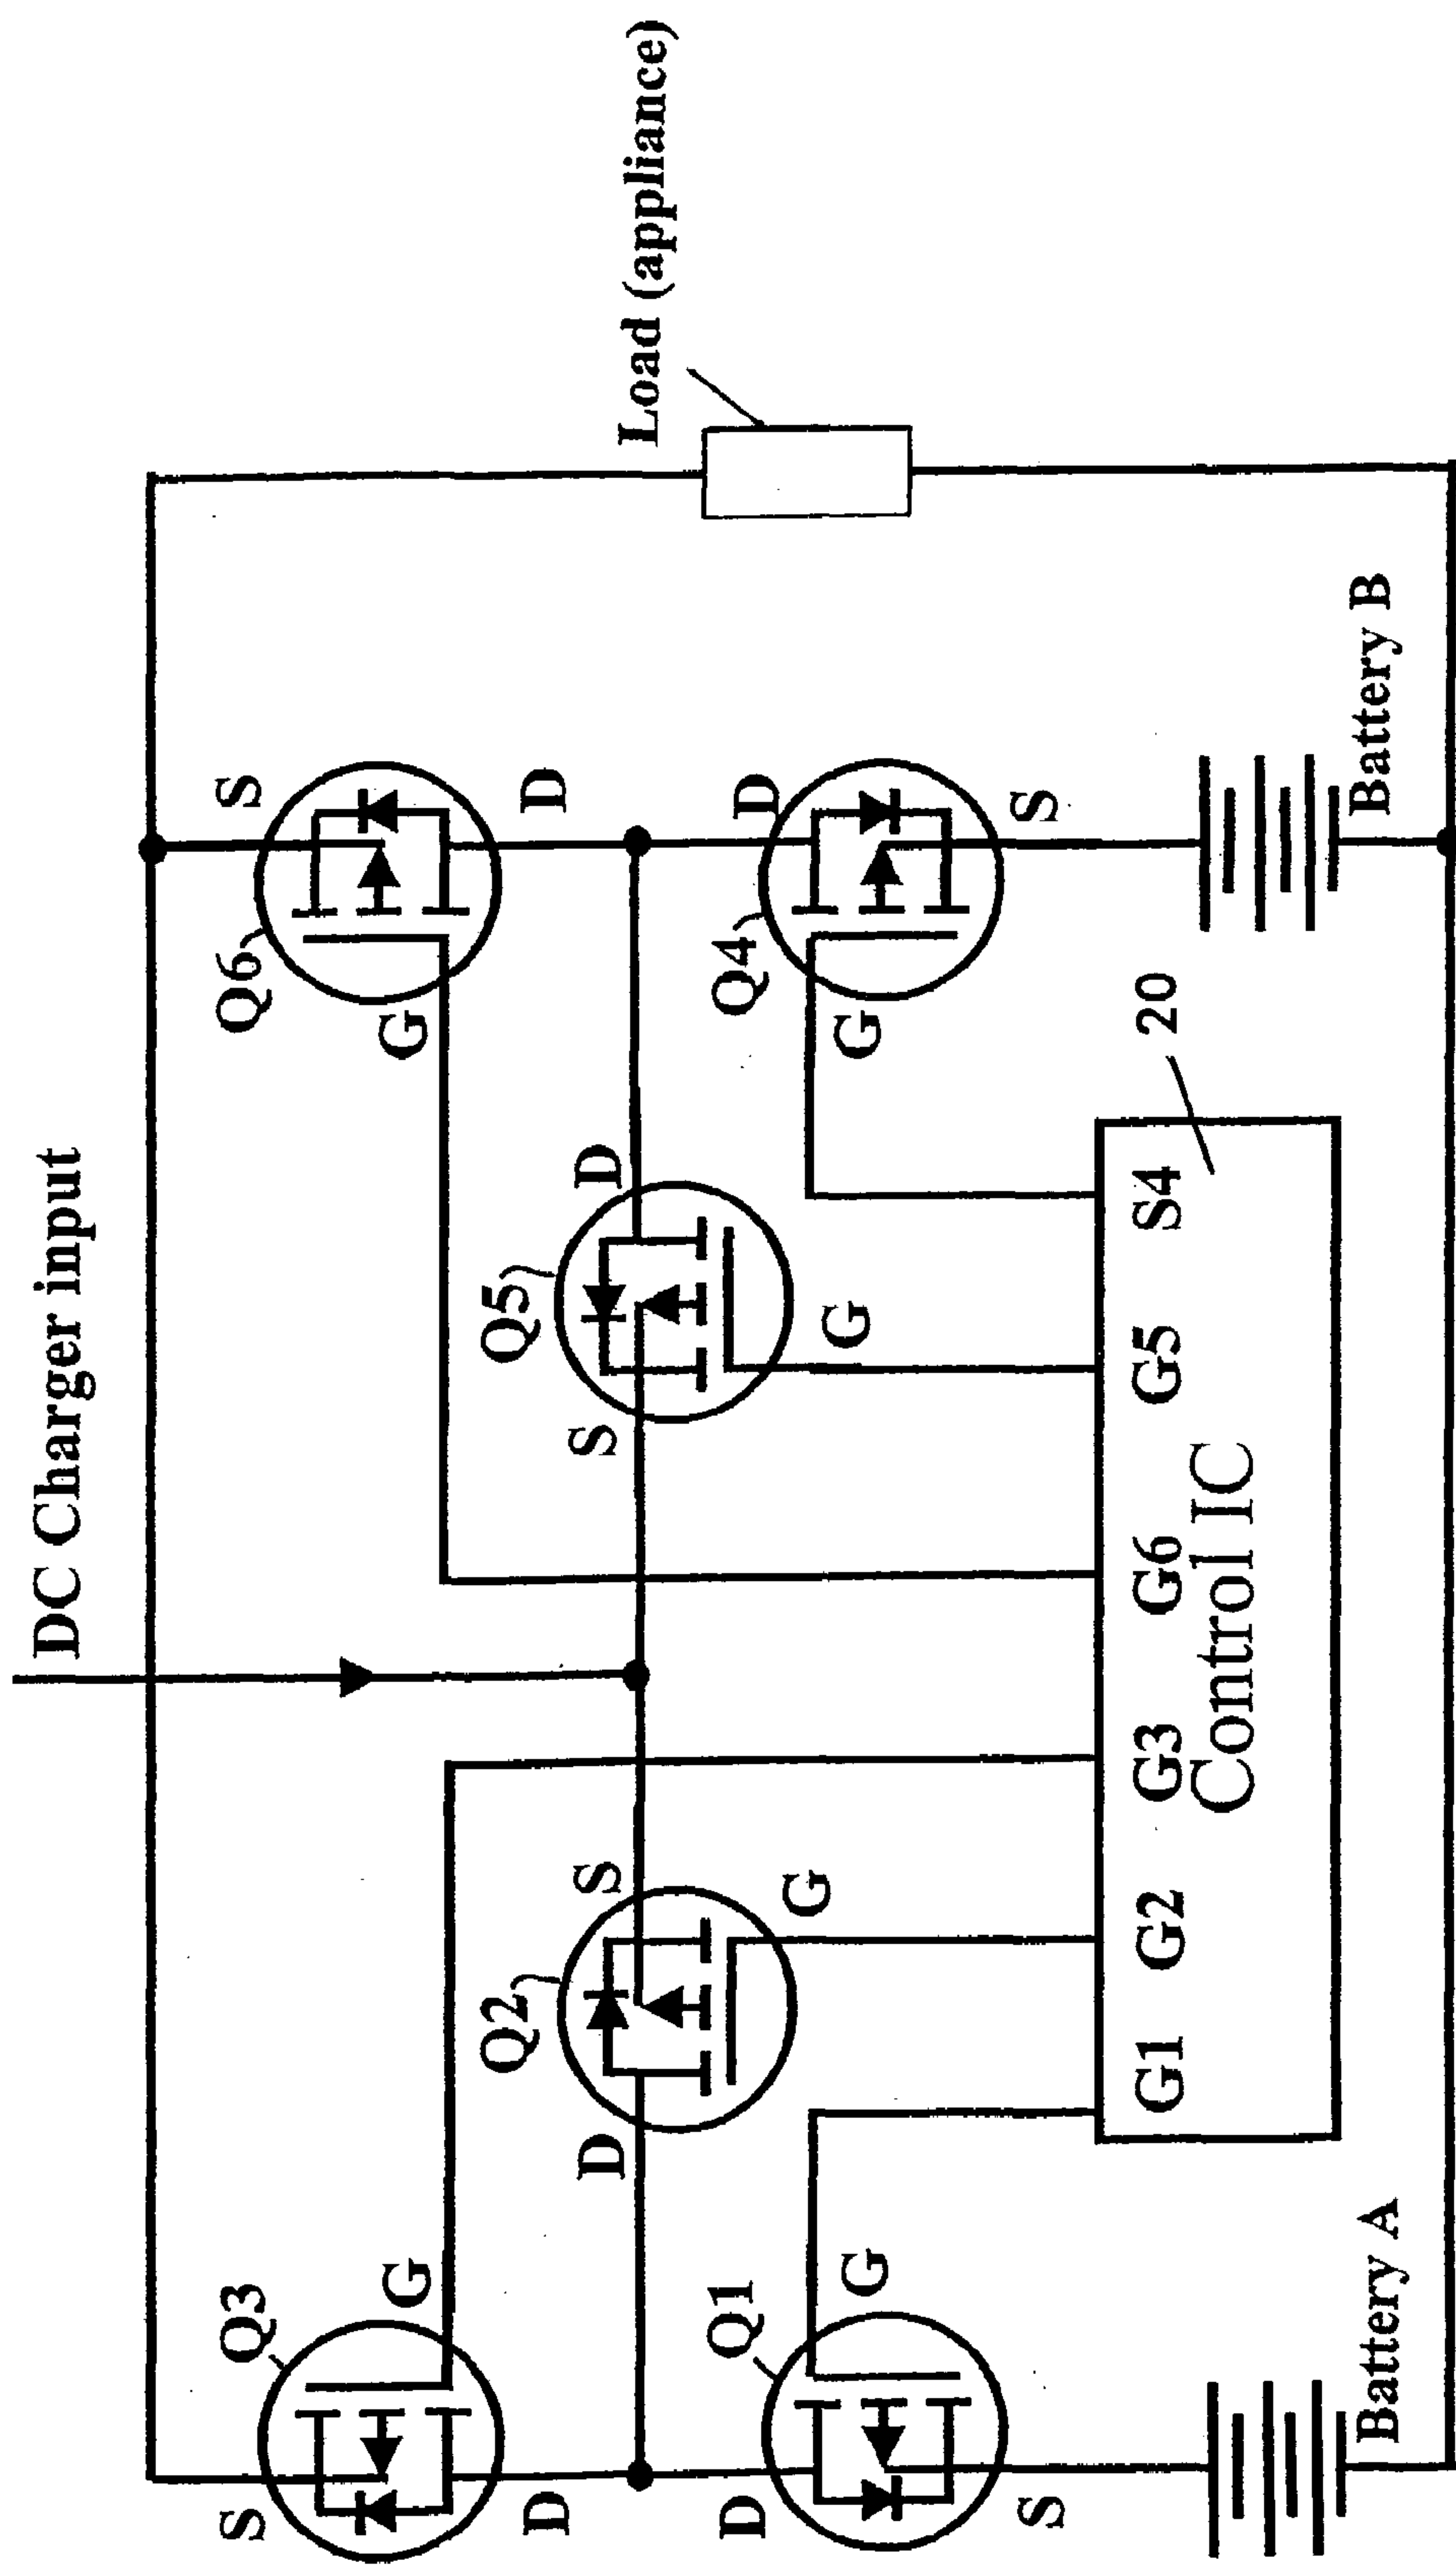 DC Charger input
Load (appliance)
S
Q3
G
D
S
Q6
G
D
Q2
D
S
G
Q5
S
D
G
D
Q1
G
S
D
Q4
G
S
G1
G2
G3
G6
G5
S4
Control IC
20
Battery A
Battery B